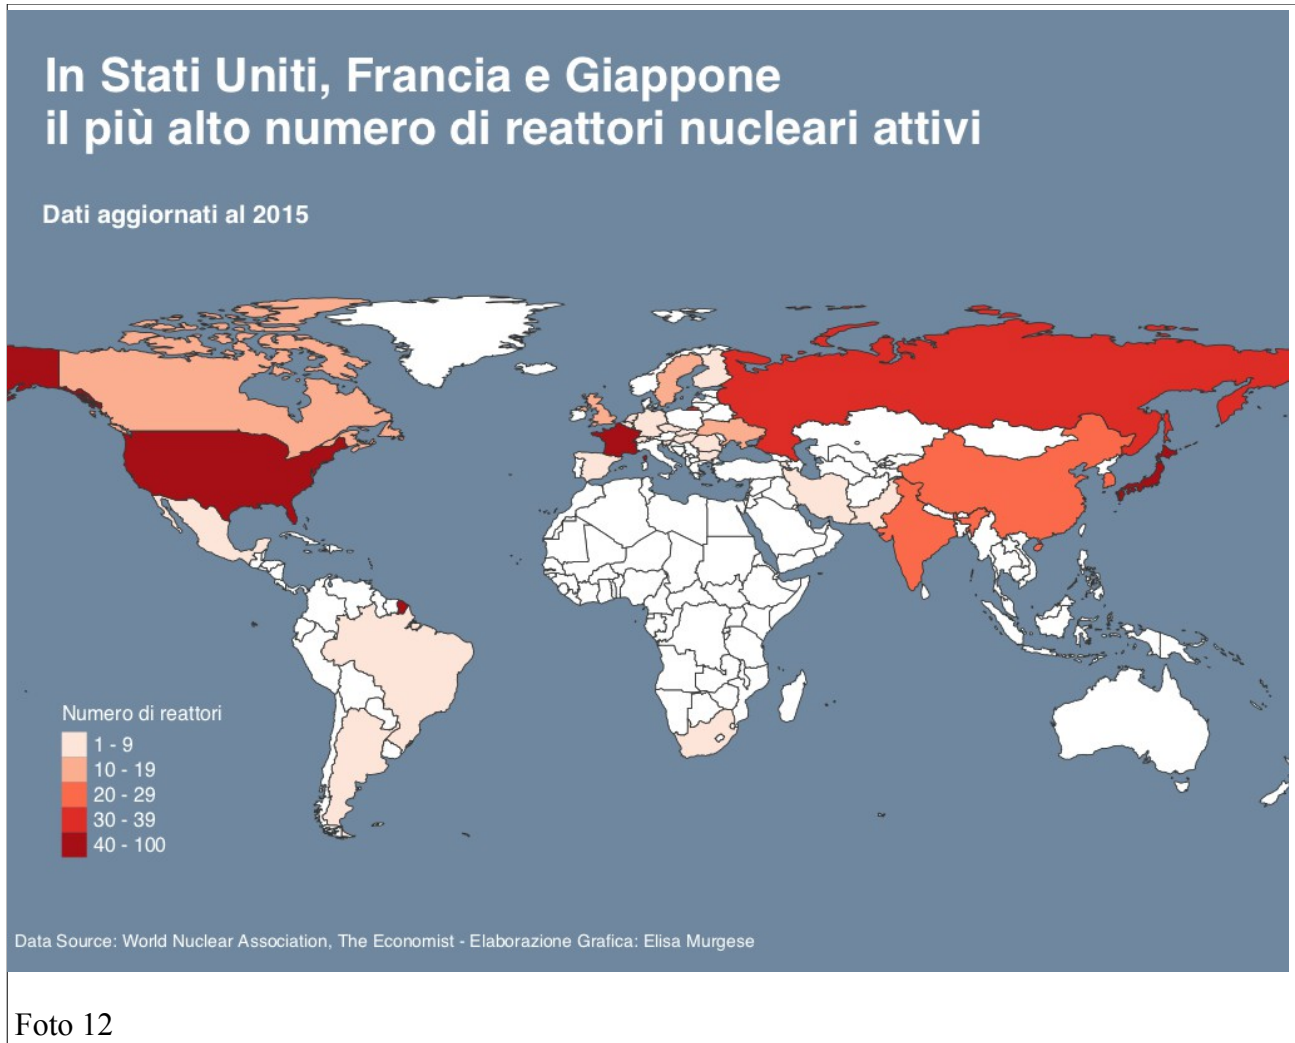 In Stati Uniti, Francia e Giappone
il più alto numero di reattori nucleari attivi
Dati aggiornati al 2015
Numero di reattori
1 - 9
10 - 19
20 - 29
30 - 39
40 - 100
Data Source: World Nuclear Association, The Economist - Elaborazione Grafica: Elisa Murgese
Foto 12